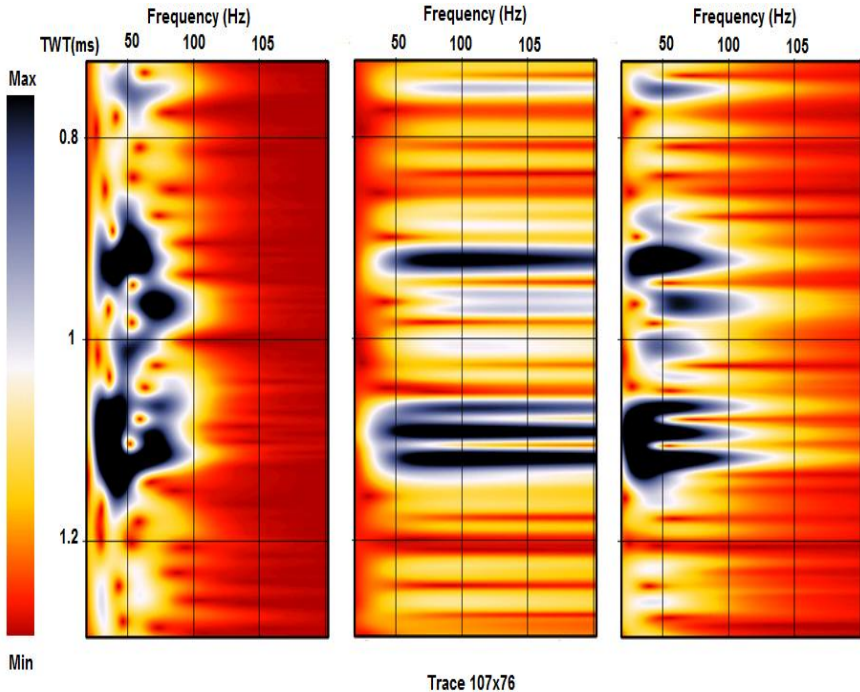 Frequency (Hz) Frequency (Hz) Frequency (Hz)
TWT(ms) 50 100 105 50 100 105 50 100 105
Max
0.8
1
1.2
Min
Trace 107x76